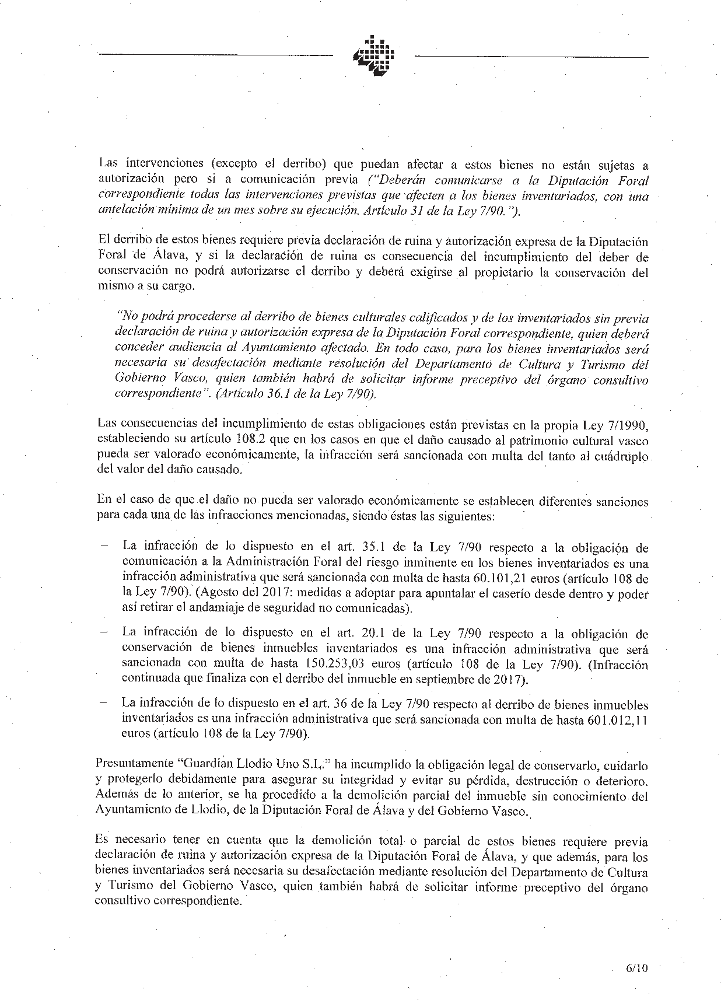 Las intervenciones (excepto el derribo) que puedan afectar a estos bienes no están sujetas a
autorización pero si a comunicación previa (“Deberán comunicarse a la Diputación Foral
correspondiente todas las intervenciones previstas que afecten a los bienes inventariados, con una
antelación mínima de un mes sobre su ejecución. Artículo 31 de la Ley 7/90. ”).
El derribo de estos bienes requiere previa declaración de ruina y autorización expresa de la Diputación
Foral de Álava, y si la declaración de ruina es consecuencia del incumplimiento del deber de
conservación no podrá autorizarse el derribo y deberá exigirse al propietario la conservación del
mismo a su cargo.
“No podrá procederse al derribo de bienes culturales calificados y de los inventariados sin previa
declaración de ruina y autorización expresa de la Diputación Foral correspondiente, quien deberá
conceder audiencia al Ayuntamiento afectado. En todo caso, para los bienes inventariados será
necesaria su desafectación mediante resolución del Departamento de Cultura y Turismo del
Gobierno Vasco, quien también habrá de solicitar informe preceptivo del órgano consultivo
correspondiente”. (Artículo 36.1 de la Ley 7/90).
Las consecuencias del incumplimiento de estas obligaciones están previstas en la propia Ley 7/1990,
estableciendo su artículo 108.2 que en los casos en que el daño causado al patrimonio cultural vasco
pueda ser valorado económicamente, la infracción será sancionada con multa del tanto al cuádruplo
del valor del daño causado.
En el caso de que el daño no pueda ser valorado económicamente se establecen diferentes sanciones
para cada una de las infracciones mencionadas, siendo éstas las siguientes:
– La infracción de lo dispuesto en el art. 35.1 de la Ley 7/90 respecto a la obligación de
comunicación a la Administración Foral del riesgo inminente en los bienes inventariados es una
infracción administrativa que será sancionada con multa de hasta 60.101,21 euros (artículo 108 de
la Ley 7/90). (Agosto del 2017: medidas a adoptar para apuntalar el caserío desde dentro y poder
así retirar el andamiaje de seguridad no comunicadas).
– La infracción de lo dispuesto en el art. 20.1 de la Ley 7/90 respecto a la obligación de
conservación de bienes inmuebles inventariados es una infracción administrativa que será
sancionada con multa de hasta 150.253,03 euros (artículo 108 de la Ley 7/90). (Infracción
continuada que finaliza con el derribo del inmueble en septiembre de 2017).
– La infracción de lo dispuesto en el art. 36 de la Ley 7/90 respecto al derribo de bienes inmuebles
inventariados es una infracción administrativa que será sancionada con multa de hasta 601.012,11
euros (artículo 108 de la Ley 7/90).
Presuntamente “Guardián Llodio Uno S.L.” ha incumplido la obligación legal de conservarlo, cuidarlo
y protegerlo debidamente para asegurar su integridad y evitar su pérdida, destrucción o deterioro.
Además de lo anterior, se ha procedido a la demolición parcial del inmueble sin conocimiento del
Ayuntamiento de Llodio, de la Diputación Foral de Álava y del Gobierno Vasco.
Es necesario tener en cuenta que la demolición total o parcial de estos bienes requiere previa
declaración de ruina y autorización expresa de la Diputación Foral de Álava, y que además, para los
bienes inventariados será necesaria su desafectación mediante resolución del Departamento de Cultura
y Turismo del Gobierno Vasco, quien también habrá de solicitar informe preceptivo del órgano
consultivo correspondiente.
6/10